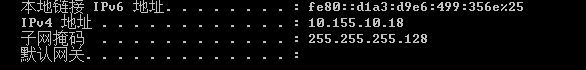 本地链接 IPv6 地址. . . . . . . . : fe80::d1a3:d9e6:499:356e%25
IPv4 地址 . . . . . . . . . . . . : 10.155.10.18
子网掩码 . . . . . . . . . . . . : 255.255.255.128
默认网关. . . . . . . . . . . . . :